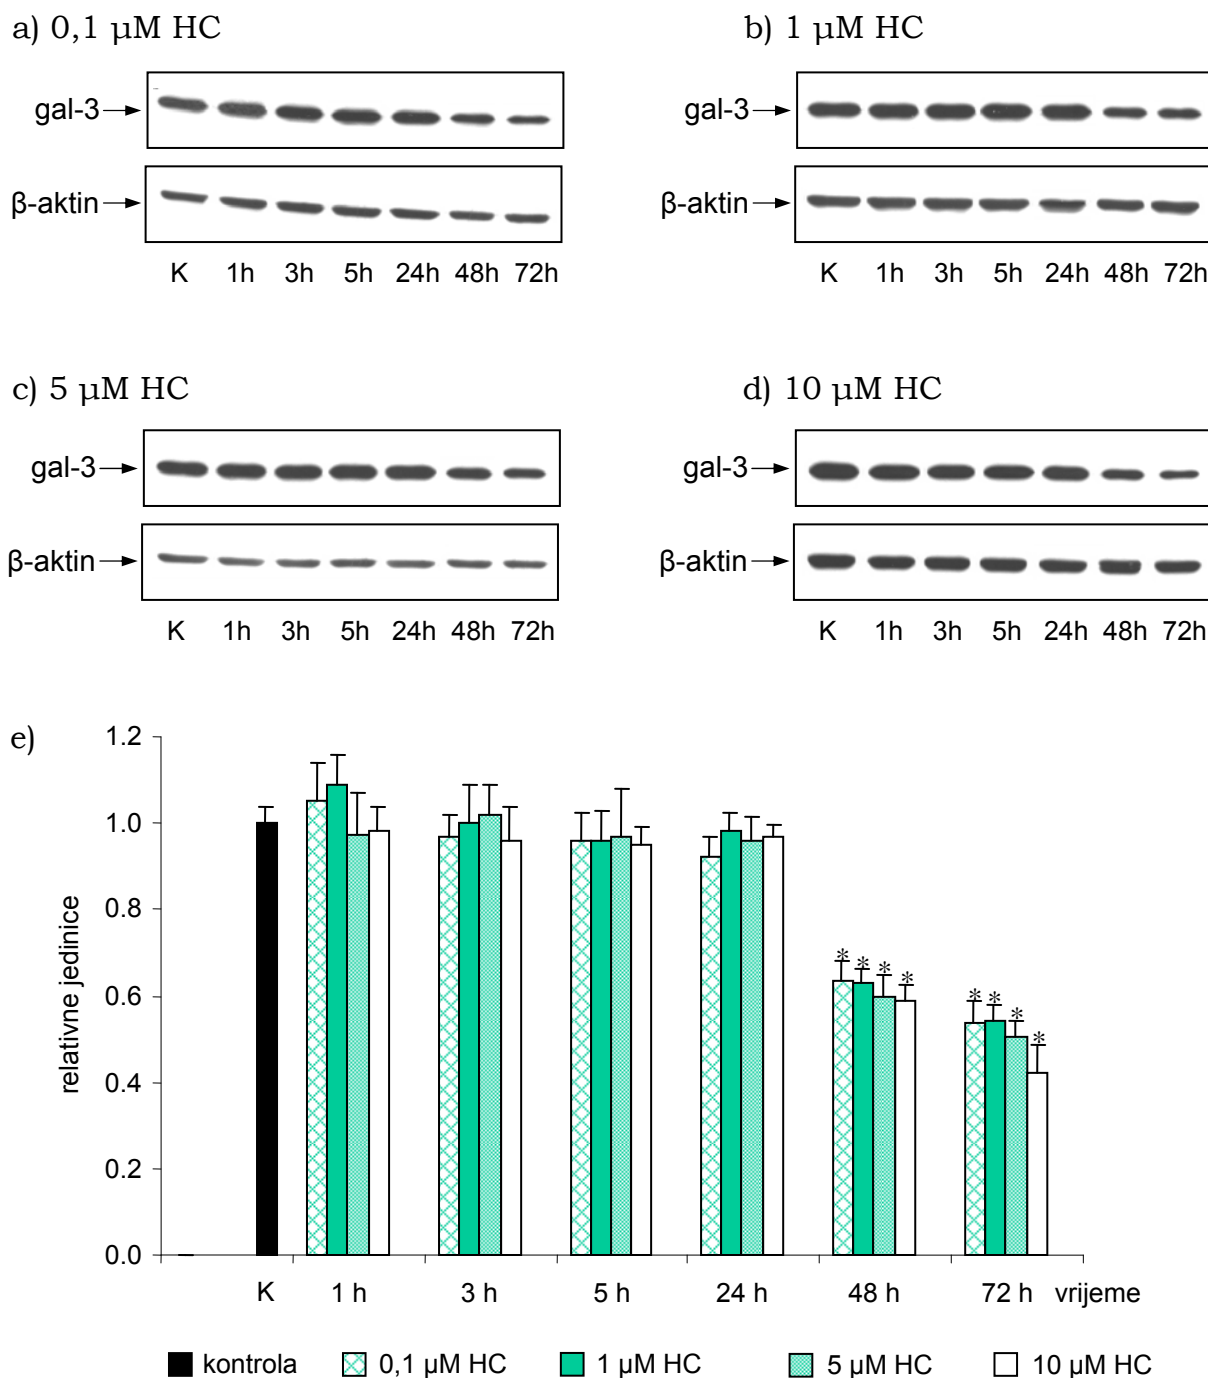 a) 0,1 µM HC
gal-3
β-aktin
K 1h 3h 5h 24h 48h 72h
b) 1 µM HC
gal-3
β-aktin
K 1h 3h 5h 24h 48h 72h
c) 5 µM HC
gal-3
β-aktin
K 1h 3h 5h 24h 48h 72h
d) 10 µM HC
gal-3
β-aktin
K 1h 3h 5h 24h 48h 72h
e)
relativne jedinice
1.2
1.0
0.8
0.6
0.4
0.2
0.0
* * * * * * * *
K 1 h 3 h 5 h 24 h 48 h 72 h vrijeme
kontrola 0,1 µM HC 1 µM HC 5 µM HC 10 µM HC